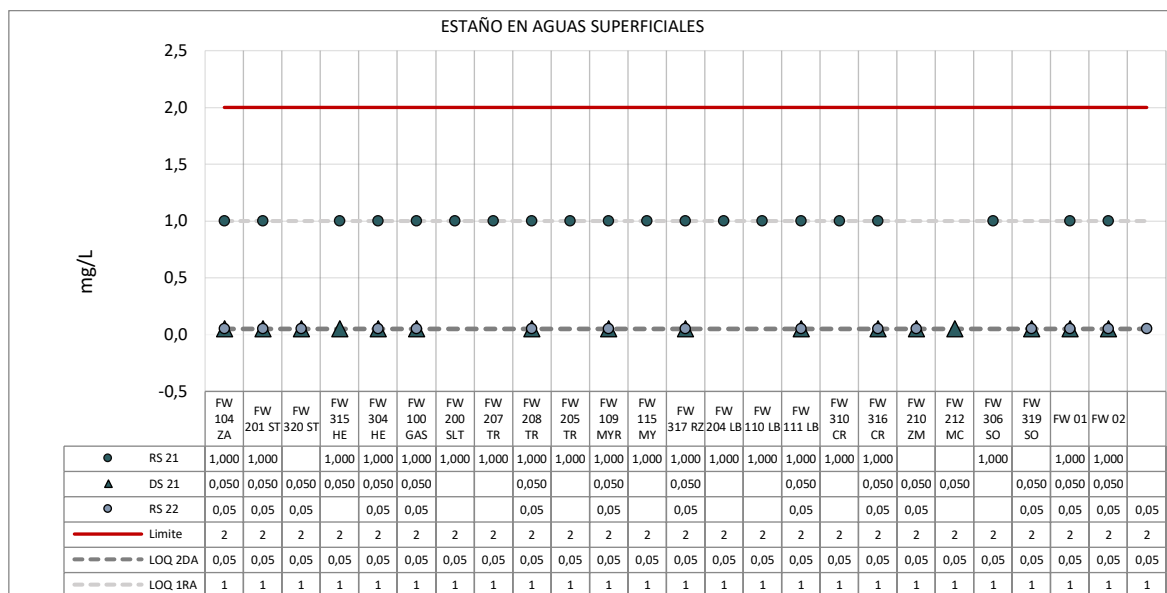 ESTAÑO EN AGUAS SUPERFICIALES
2,5
2,0
1,5
1,0
0,5
0,0
-0,5
mg/L
FW 104 ZA FW 201 ST FW 320 ST FW 315 HE FW 304 HE FW 100 GAS FW 200 SLT FW 207 TR FW 208 TR FW 205 TR FW 109 MYR FW 115 MY FW 317 RZ FW 204 LB FW 110 LB FW 111 LB FW 310 CR FW 316 CR FW 210 ZM FW 212 MC FW 306 SO FW 319 SO FW 01 FW 02
RS 21 1,000 1,000 1,000 1,000 1,000 1,000 1,000 1,000 1,000 1,000 1,000 1,000 1,000 1,000 1,000 1,000 1,000 1,000 1,000 1,000
DS 21 0,050 0,050 0,050 0,050 0,050 0,050 0,050 0,050 0,050 0,050 0,050 0,050 0,050 0,050 0,050 0,050
RS 22 0,05 0,05 0,05 0,05 0,05 0,05 0,05 0,05 0,05 0,05 0,05 0,05 0,05 0,05 0,05
Limite 2 2 2 2 2 2 2 2 2 2 2 2 2 2 2 2 2 2 2 2 2 2 2 2 2
LOQ 2DA 0,05 0,05 0,05 0,05 0,05 0,05 0,05 0,05 0,05 0,05 0,05 0,05 0,05 0,05 0,05 0,05 0,05 0,05 0,05 0,05 0,05 0,05 0,05 0,05 0,05
LOQ 1RA 1 1 1 1 1 1 1 1 1 1 1 1 1 1 1 1 1 1 1 1 1 1 1 1 1